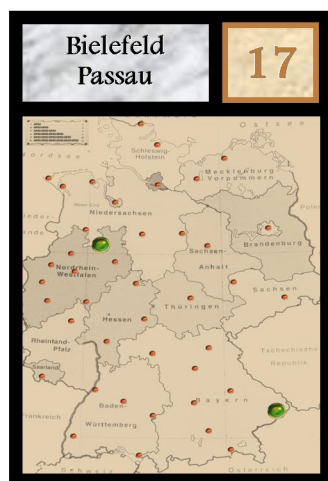 Bielefeld
Passau
17
Ostsee
Nordsee
Schleswig-
Holstein
Mecklenburg
Vorpommern
Niedersachsen
Brandenburg
Sachsen-
Anhalt
Nordrhein-
Westfalen
Sachsen
Thüringen
Hessen
Rheinland-
Pfalz
Tschechische
Republik
Saarland
Bayern
Frankreich
Baden-
Württemberg
Schweiz
Österreich